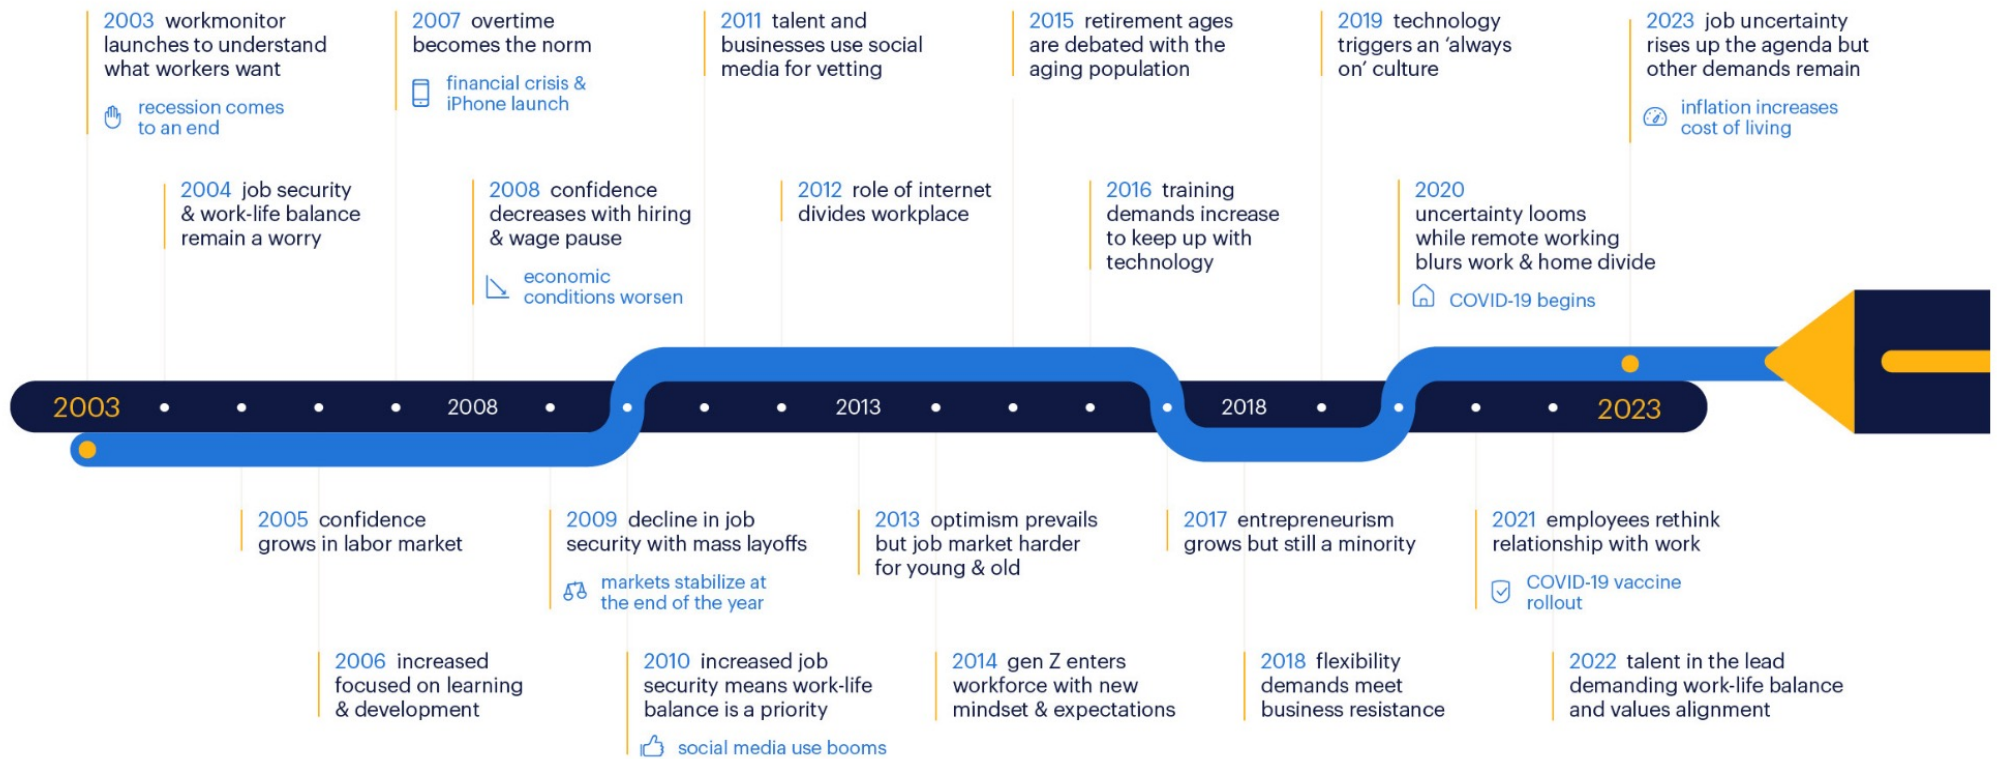 2003 workmonitor
launches to understand
what workers want
recession comes
to an end
2007 overtime
becomes the norm
financial crisis &
iPhone launch
2011 talent and
businesses use social
media for vetting
2015 retirement ages
are debated with the
aging population
2019 technology
triggers an ‘always
on’ culture
2023 job uncertainty
rises up the agenda but
other demands remain
inflation increases
cost of living
2004 job security
& work-life balance
remain a worry
2008 confidence
decreases with hiring
& wage pause
economic
conditions worsen
2012 role of internet
divides workplace
2016 training
demands increase
to keep up with
technology
2020
uncertainty looms
while remote working
blurs work & home divide
COVID-19 begins
2003
2008
2013
2018
2023
2005 confidence
grows in labor market
2009 decline in job
security with mass layoffs
markets stabilize at
the end of the year
2013 optimism prevails
but job market harder
for young & old
2017 entrepreneurism
grows but still a minority
2021 employees rethink
relationship with work
COVID-19 vaccine
rollout
2006 increased
focused on learning
& development
2010 increased job
security means work-life
balance is a priority
social media use booms
2014 gen Z enters
workforce with new
mindset & expectations
2018 flexibility
demands meet
business resistance
2022 talent in the lead
demanding work-life balance
and values alignment